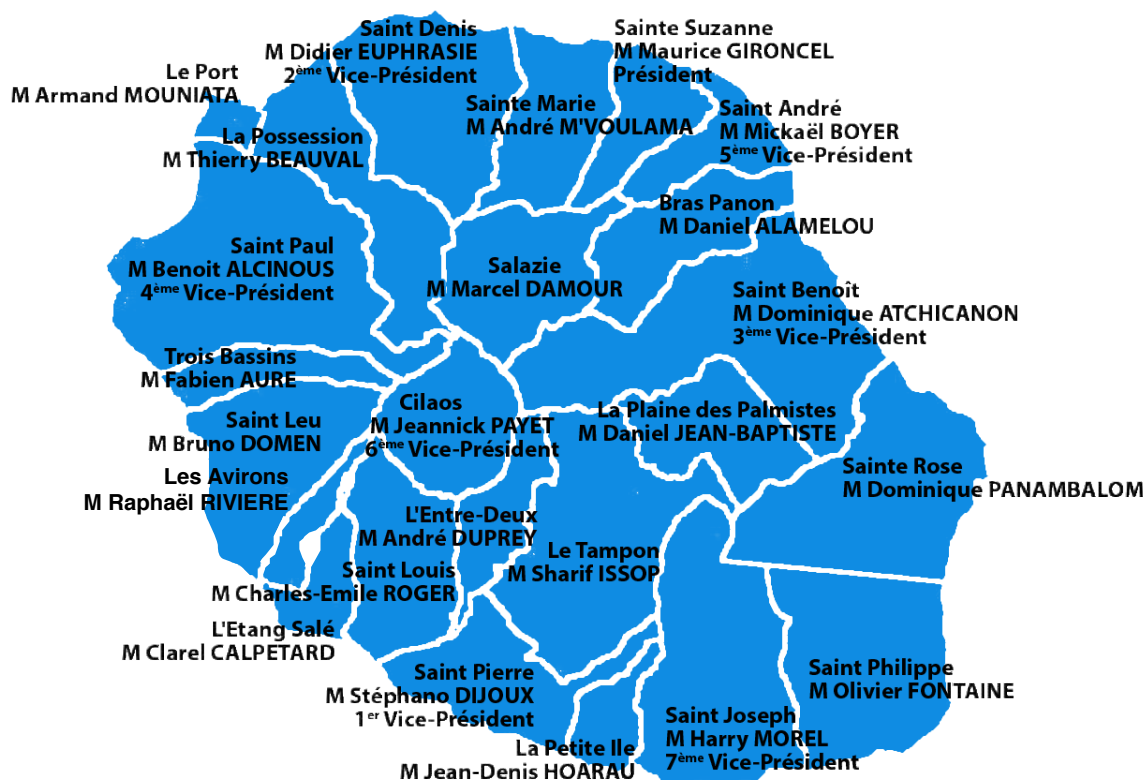 Saint Denis
M Didier EUPHRASIE
2ème Vice-Président
Sainte Suzanne
M Maurice GIRONCEL
Président
Le Port
M Armand MOUNIATA
Sainte Marie
M André M'VOULAMA
Saint André
M Mickaël BOYER
5ème Vice-Président
La Possession
M Thierry BEAUVAL
Bras Panon
M Daniel ALAMELOU
Saint Paul
M Benoit ALCINOUS
4ème Vice-Président
Salazie
M Marcel DAMOUR
Saint Benoît
M Dominique ATCHICANON
3ème Vice-Président
Trois Bassins
M Fabien AURE
Cilaos
M Jeannick PAYET
6ème Vice-Président
La Plaine des Palmistes
M Daniel JEAN-BAPTISTE
Saint Leu
M Bruno DOMEN
Les Avirons
M Raphaël RIVIERE
Sainte Rose
M Dominique PANAMBALOM
L'Entre-Deux
M André DUPREY
Le Tampon
M Sharif ISSOP
Saint Louis
M Charles-Emile ROGER
L'Etang Salé
M Clarel CALPETARD
Saint Pierre
M Stéphano DIJOUX
1er Vice-Président
Saint Philippe
M Olivier FONTAINE
Saint Joseph
M Harry MOREL
7ème Vice-Président
La Petite Ile
M Jean-Denis HOARAU